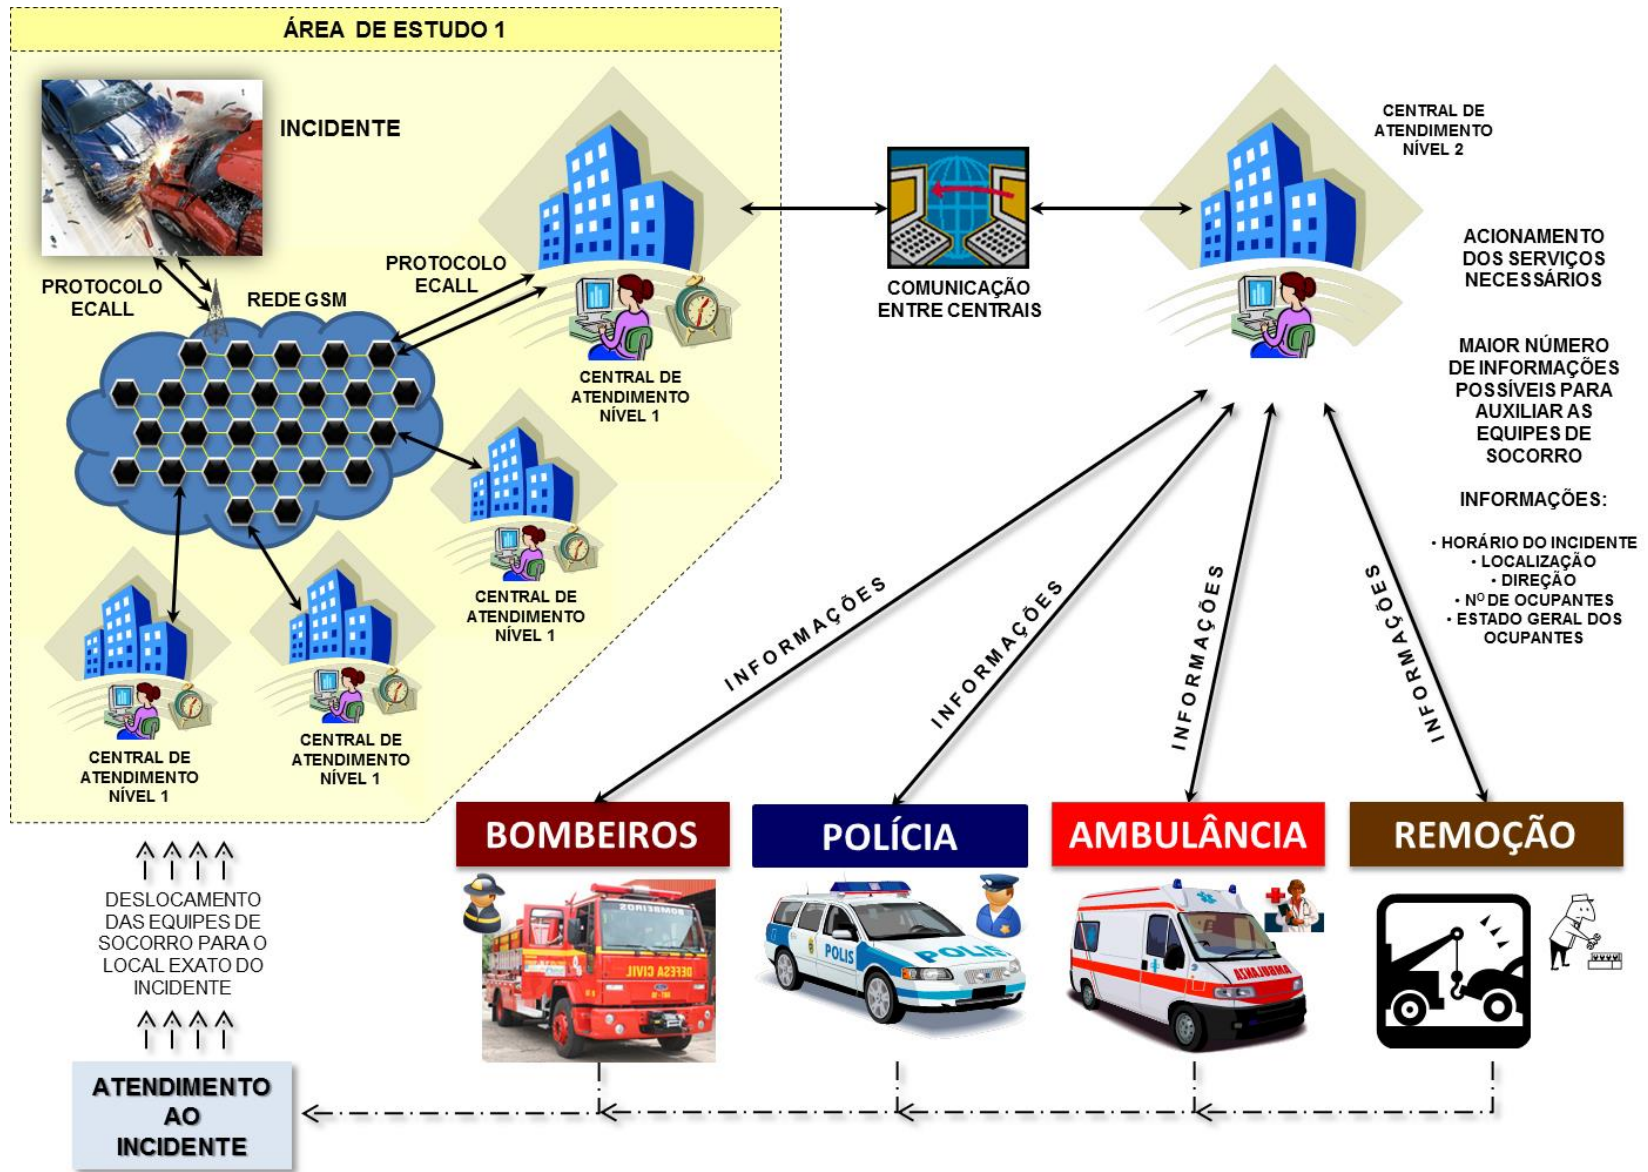 ÁREA DE ESTUDO 1
INCIDENTE
PROTOCOLO
ECALL
REDE GSM
PROTOCOLO
ECALL
CENTRAL DE
ATENDIMENTO
NÍVEL 1
CENTRAL DE
ATENDIMENTO
NÍVEL 1
CENTRAL DE
ATENDIMENTO
NÍVEL 1
CENTRAL DE
ATENDIMENTO
NÍVEL 1
COMUNICAÇÃO
ENTRE CENTRAIS
CENTRAL DE
ATENDIMENTO
NÍVEL 2
ACIONAMENTO
DOS SERVIÇOS
NECESSÁRIOS
MAIOR NÚMERO
DE INFORMAÇÕES
POSSÍVEIS PARA
AUXILIAR AS
EQUIPES DE
SOCORRO
INFORMAÇÕES:
• HORÁRIO DO INCIDENTE
• LOCALIZAÇÃO
• DIREÇÃO
• Nº DE OCUPANTES
• ESTADO GERAL DOS
OCUPANTES
INFORMAÇÕES
INFORMAÇÕES
INFORMAÇÕES
INFORMAÇÕES
BOMBEIROS
POLÍCIA
AMBULÂNCIA
REMOÇÃO
BOMBEIROS
DEFESA CIVIL
POLIS
POLIS
AMBULANZA
DESLOCAMENTO
DAS EQUIPES DE
SOCORRO PARA O
LOCAL EXATO DO
INCIDENTE
ATENDIMENTO
AO
INCIDENTE